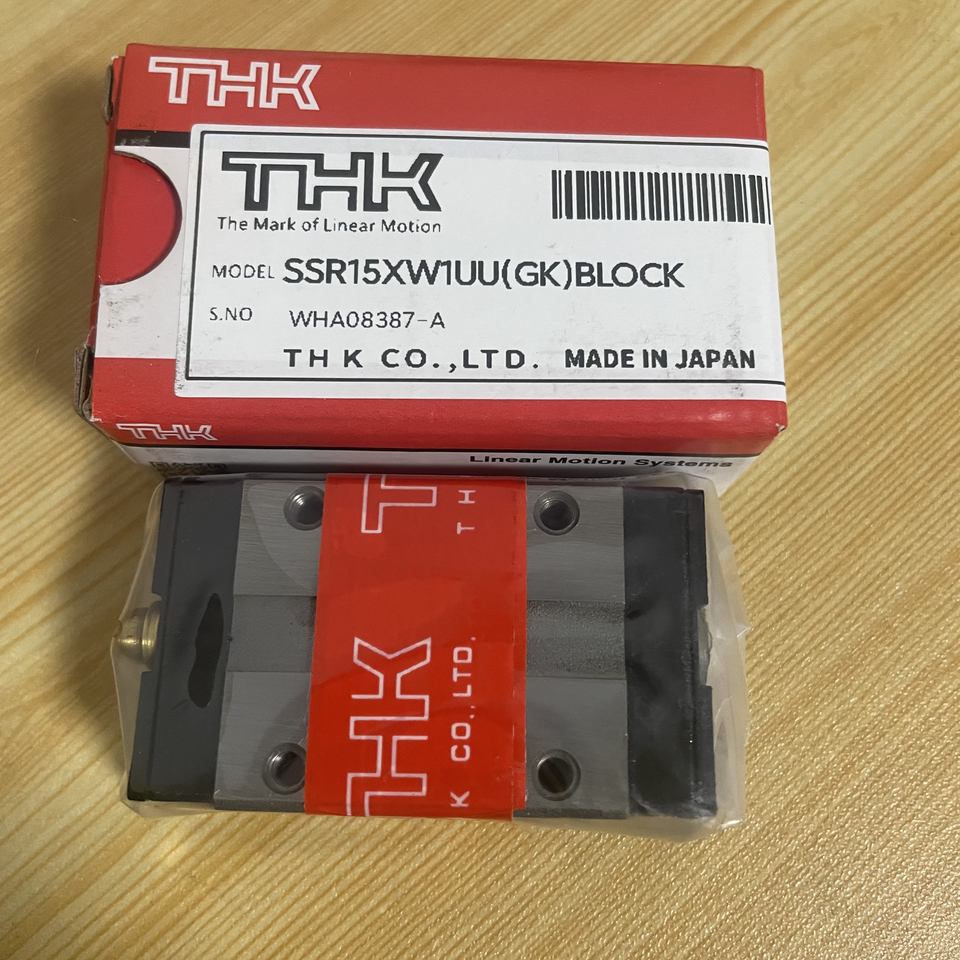 THK
THK
The Mark of Linear Motion
MODEL SSR15XW1UU(GK)BLOCK
S.NO WHA08387-A
THK CO.,LTD. MADE IN JAPAN
THK
Linear Motion Systems
T
TH
THK
K CO., LTD.